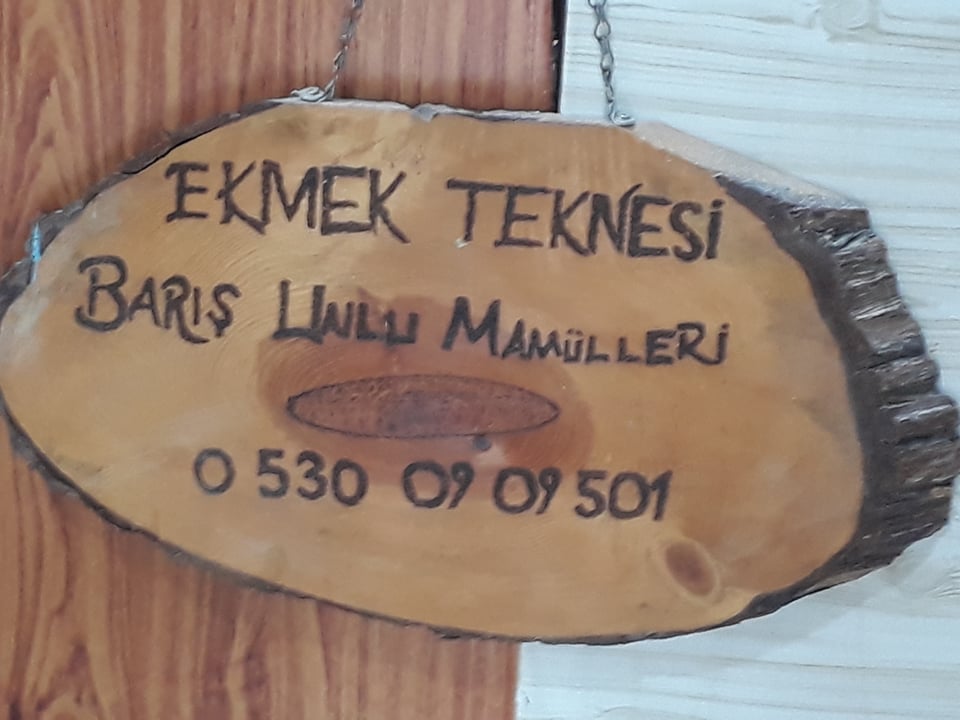 EKMEK TEKNESİ
BARIŞ UNLU MAMÜLLERİ
0 530 09 09 501